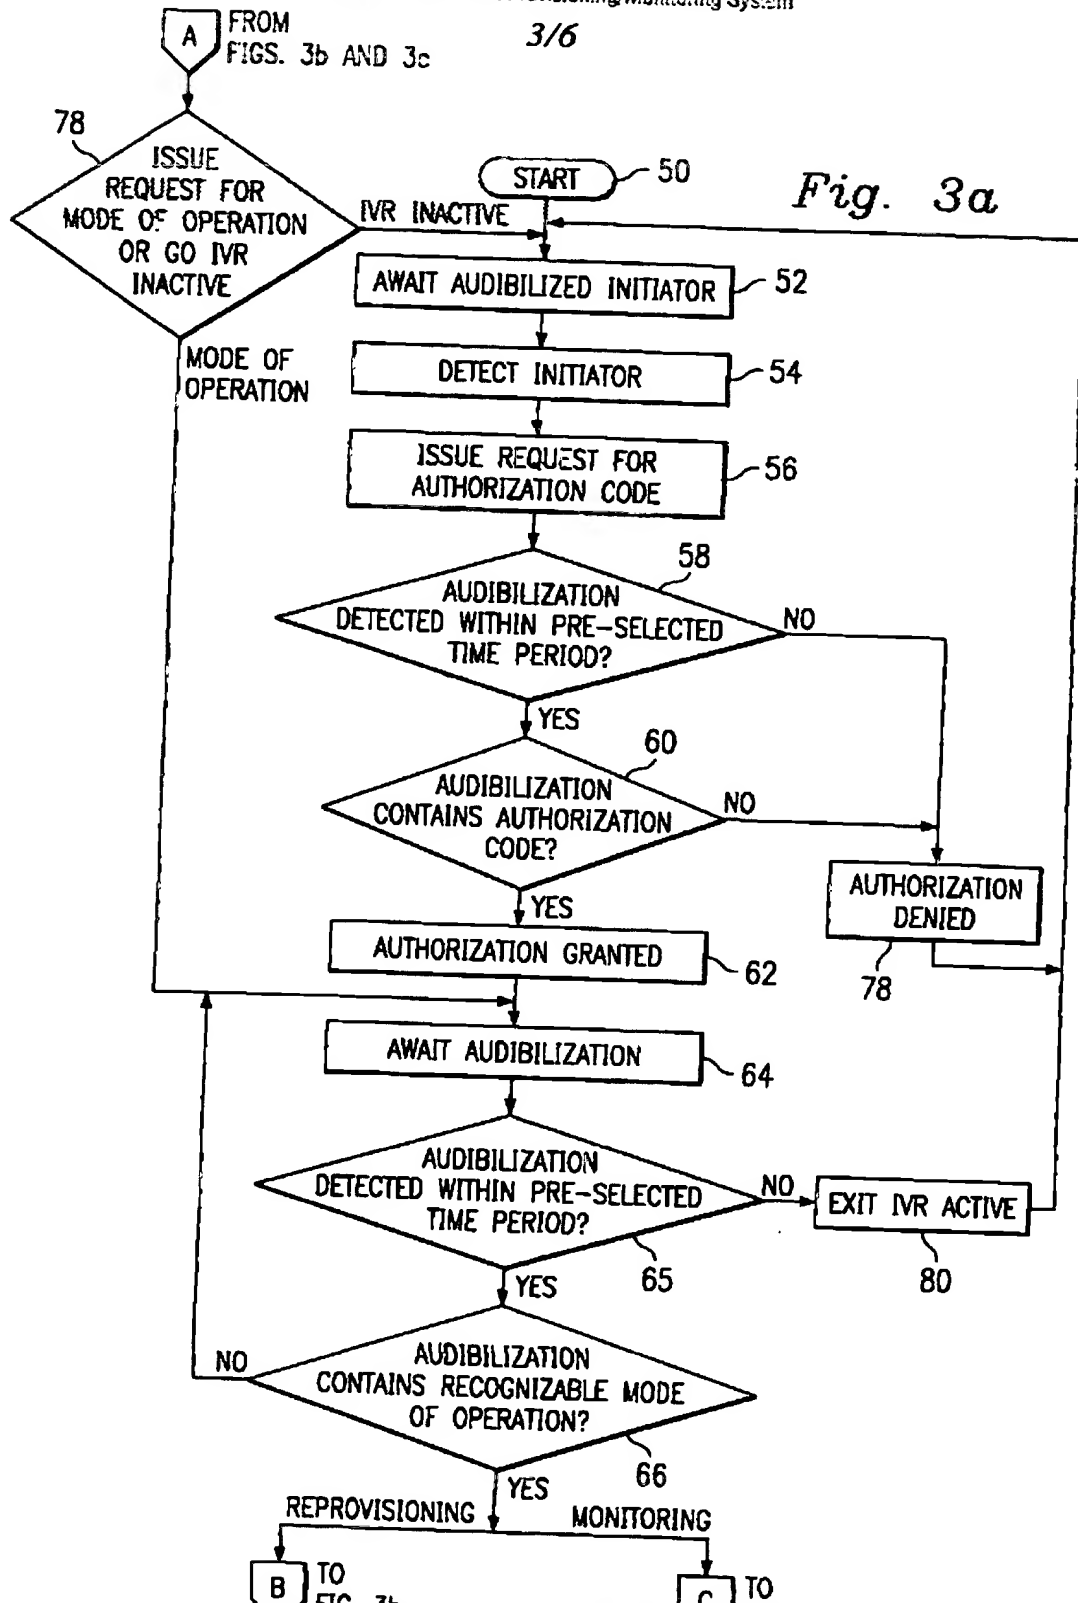 Monitoring System
3/6
A
FROM
FIGS. 3b AND 3c
78
ISSUE
REQUEST FOR
MODE OF OPERATION
OR GO IVR
INACTIVE
IVR INACTIVE
MODE OF
OPERATION
START
50
Fig. 3a
AWAIT AUDIBILIZED INITIATOR
52
DETECT INITIATOR
54
ISSUE REQUEST FOR
AUTHORIZATION CODE
56
58
AUDIBILIZATION
DETECTED WITHIN PRE-SELECTED
TIME PERIOD?
NO
YES
60
AUDIBILIZATION
CONTAINS AUTHORIZATION
CODE?
NO
YES
AUTHORIZATION
DENIED
78
AUTHORIZATION GRANTED
62
AWAIT AUDIBILIZATION
64
AUDIBILIZATION
DETECTED WITHIN PRE-SELECTED
TIME PERIOD?
NO
EXIT IVR ACTIVE
80
65
YES
AUDIBILIZATION
CONTAINS RECOGNIZABLE MODE
OF OPERATION?
NO
66
YES
REPROVISIONING
MONITORING
B
TO
FIG. 3b
C
TO